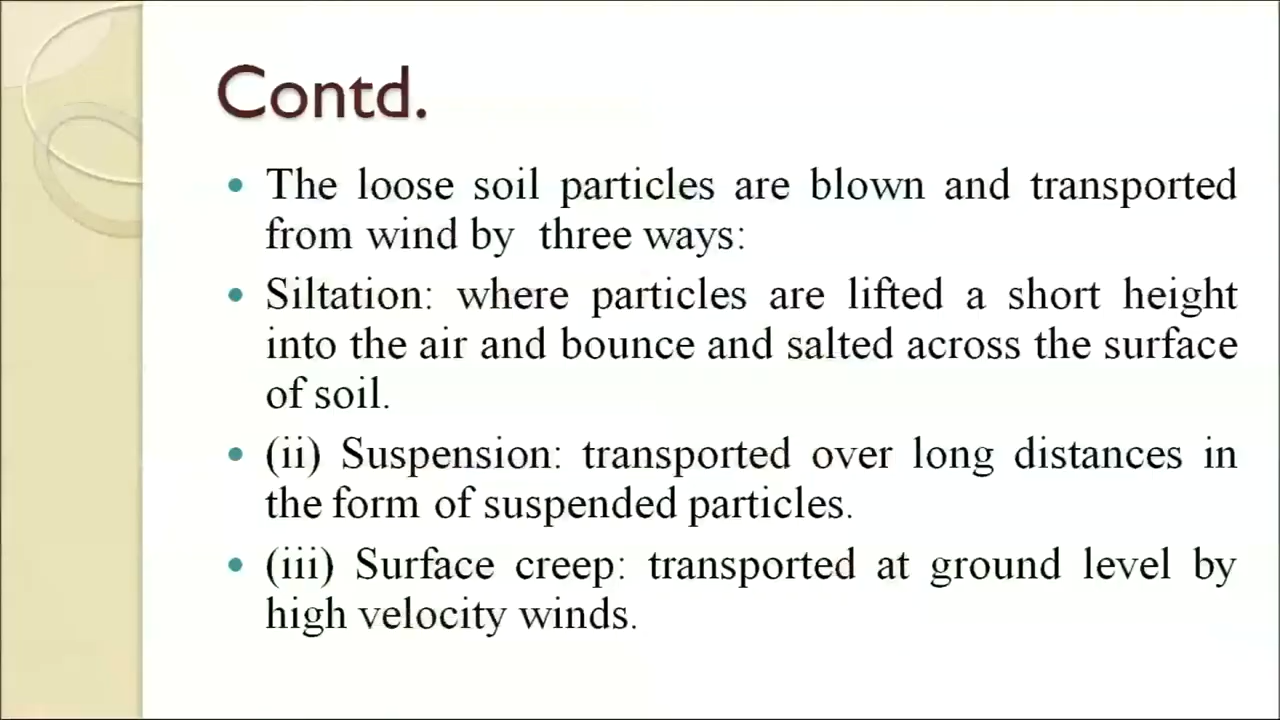 Contd.
• The loose soil particles are blown and transported
from wind by three ways:
• Siltation: where particles are lifted a short height
into the air and bounce and salted across the surface
of soil.
• (ii) Suspension: transported over long distances in
the form of suspended particles.
• (iii) Surface creep: transported at ground level by
high velocity winds.